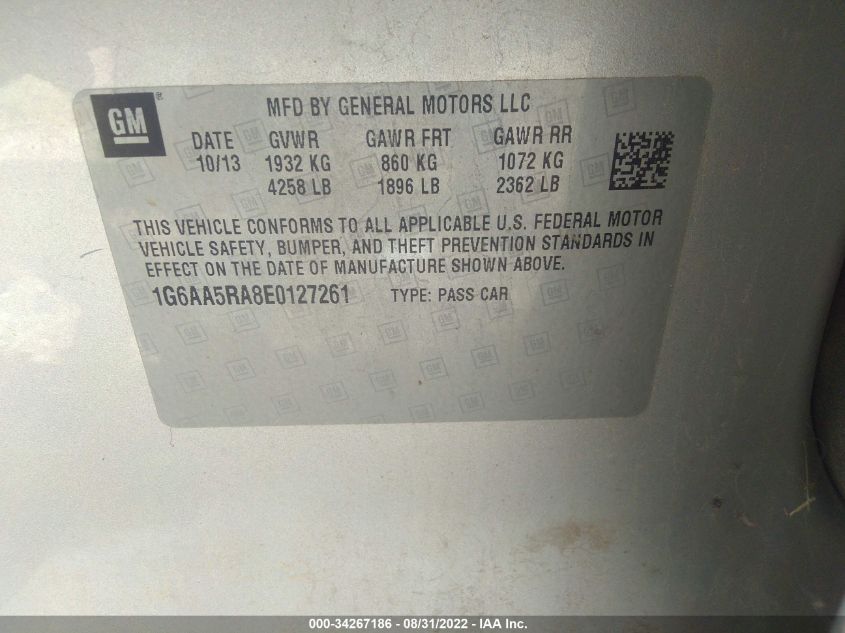 GM ®
MFD BY GENERAL MOTORS LLC
DATE GVWR GAWR FRT GAWR RR
10/13 1932 KG 860 KG 1072 KG
4258 LB 1896 LB 2362 LB
THIS VEHICLE CONFORMS TO ALL APPLICABLE U.S. FEDERAL MOTOR
VEHICLE SAFETY, BUMPER, AND THEFT PREVENTION STANDARDS IN
EFFECT ON THE DATE OF MANUFACTURE SHOWN ABOVE.
1G6AA5RA8E0127261 TYPE: PASS CAR
000-34267186 - 08/31/2022 - IAA Inc.